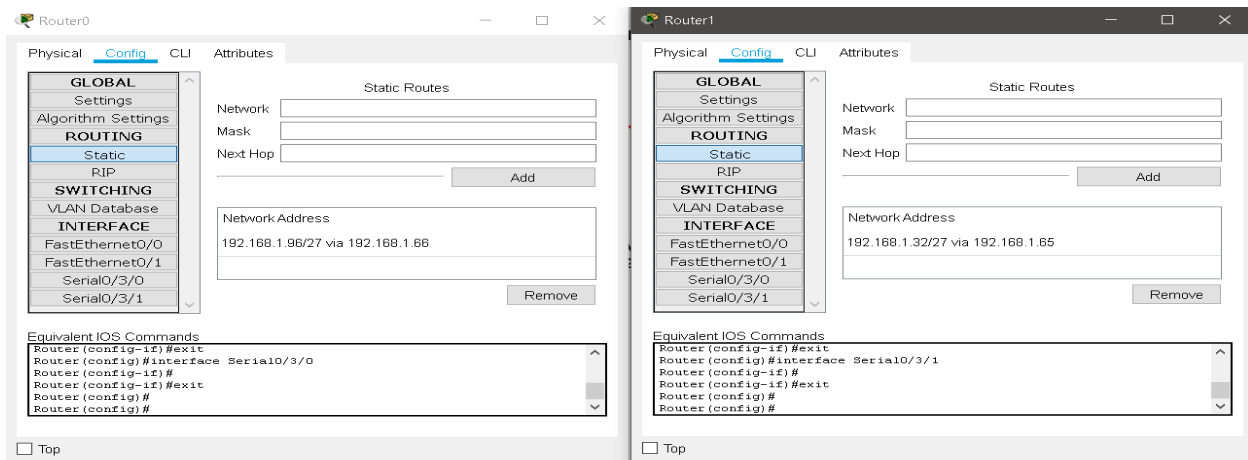 Router0
Physical Config CLI Attributes
GLOBAL
Settings
Algorithm Settings
ROUTING
Static
RIP
SWITCHING
VLAN Database
INTERFACE
FastEthernet0/0
FastEthernet0/1
Serial0/3/0
Serial0/3/1
Static Routes
Network
Mask
Next Hop
Add
Network Address
192.168.1.96/27 via 192.168.1.66
Remove
Equivalent IOS Commands
Router(config-if)#exit
Router(config)#interface Serial0/3/0
Router(config-if)#
Router(config-if)#exit
Router(config)#
Router(config)#
Top
Router1
Physical Config CLI Attributes
GLOBAL
Settings
Algorithm Settings
ROUTING
Static
RIP
SWITCHING
VLAN Database
INTERFACE
FastEthernet0/0
FastEthernet0/1
Serial0/3/0
Serial0/3/1
Static Routes
Network
Mask
Next Hop
Add
Network Address
192.168.1.32/27 via 192.168.1.65
Remove
Equivalent IOS Commands
Router(config-if)#exit
Router(config)#interface Serial0/3/1
Router(config-if)#
Router(config-if)#exit
Router(config)#
Router(config)#
Top